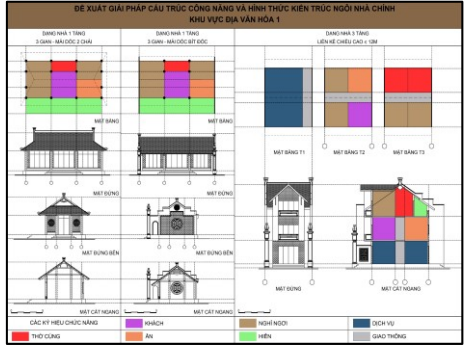 ĐỀ XUẤT GIẢI PHÁP CẤU TRÚC CÔNG NĂNG VÀ HÌNH THỨC KIẾN TRÚC NGÔI NHÀ CHÍNH
KHU VỰC ĐỊA VĂN HÓA 1
DẠNG NHÀ 1 TẦNG
3 GIAN - MÁI DỐC 2 CHÁI
DẠNG NHÀ 1 TẦNG
3 GIAN - MÁI DỐC BÍT ĐỐC
DẠNG NHÀ 3 TẦNG
LIÊN KẾ CHIỀU CAO ≤ 12M
MẶT BẰNG
MẶT BẰNG
MẶT BẰNG T1
MẶT BẰNG T2
MẶT BẰNG T3
MẶT ĐỨNG
MẶT ĐỨNG
MẶT ĐỨNG BÊN
MẶT ĐỨNG BÊN
MẶT CẮT NGANG
MẶT CẮT NGANG
MẶT ĐỨNG
MẶT CẮT NGANG
CÁC KÝ HIỆU CHỨC NĂNG
KHÁCH
NGHỈ NGƠI
DỊCH VỤ
THỜ CÚNG
ĂN
HIÊN
GIAO THÔNG